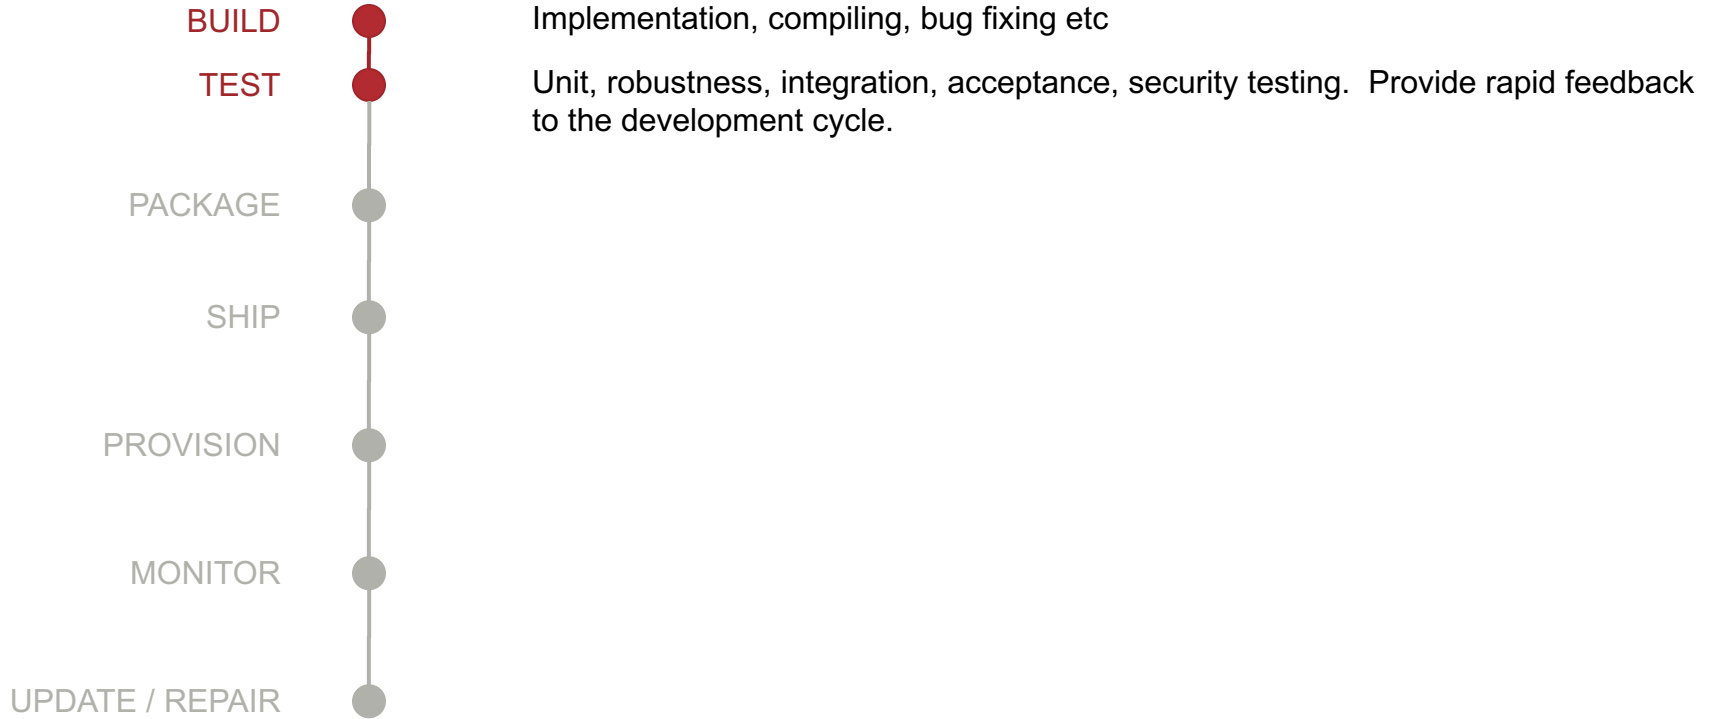 BUILD
Implementation, compiling, bug fixing etc
TEST
Unit, robustness, integration, acceptance, security testing.  Provide rapid feedback
to the development cycle.
PACKAGE
SHIP
PROVISION
MONITOR
UPDATE / REPAIR